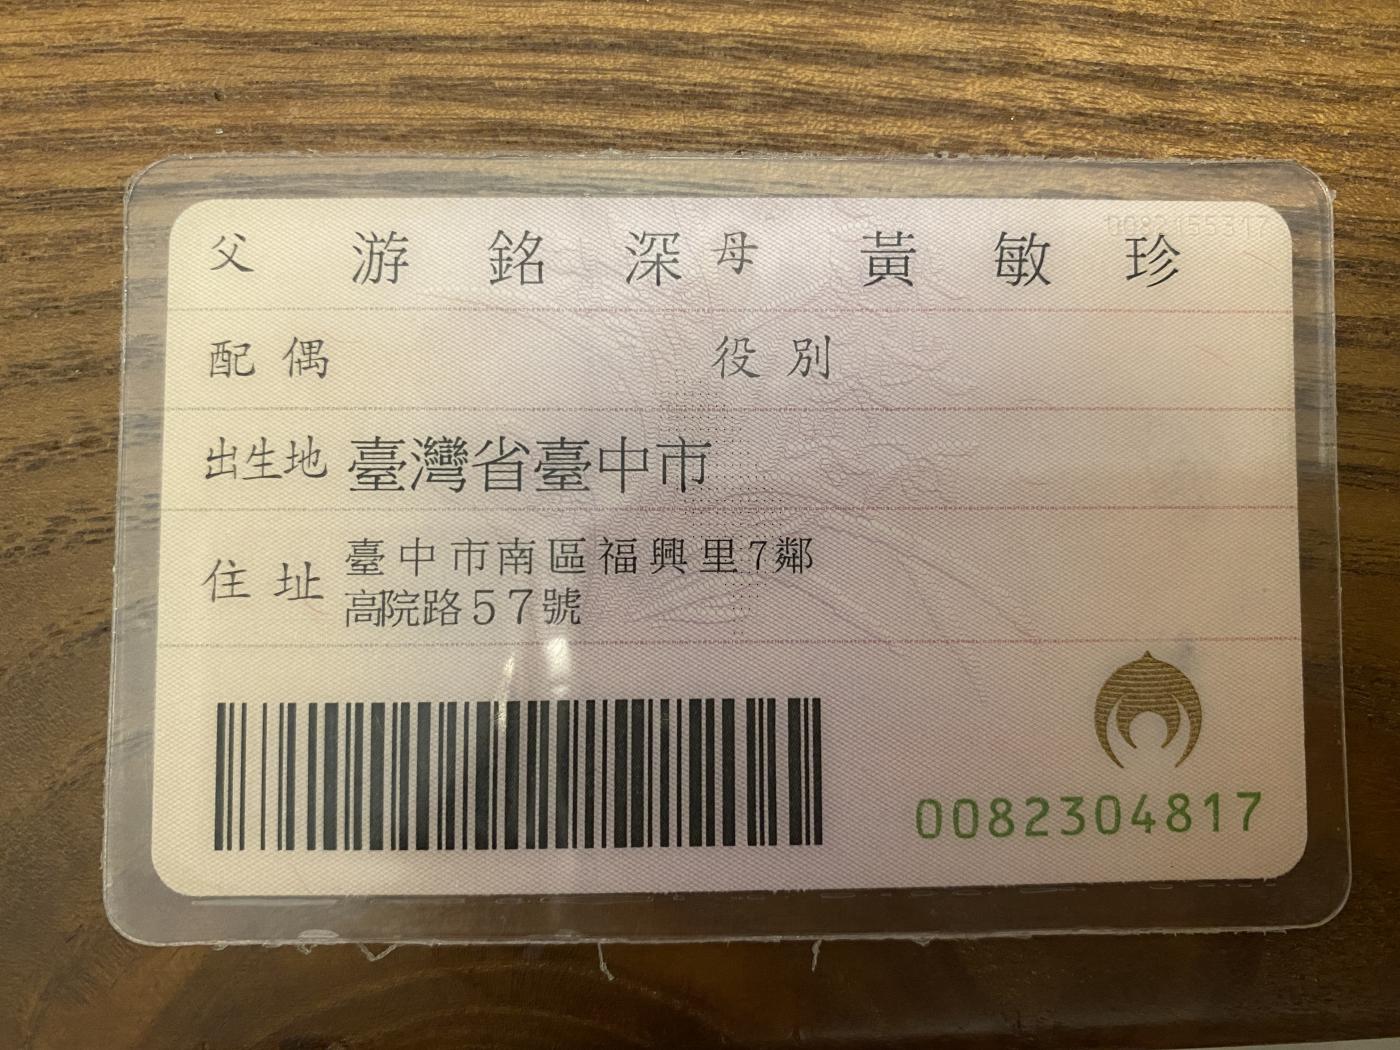 父 游銘深 母 黃敏珍
配偶 役別
出生地 臺灣省臺中市
住址 臺中市南區福興里7鄰
高院路57號
0082304817